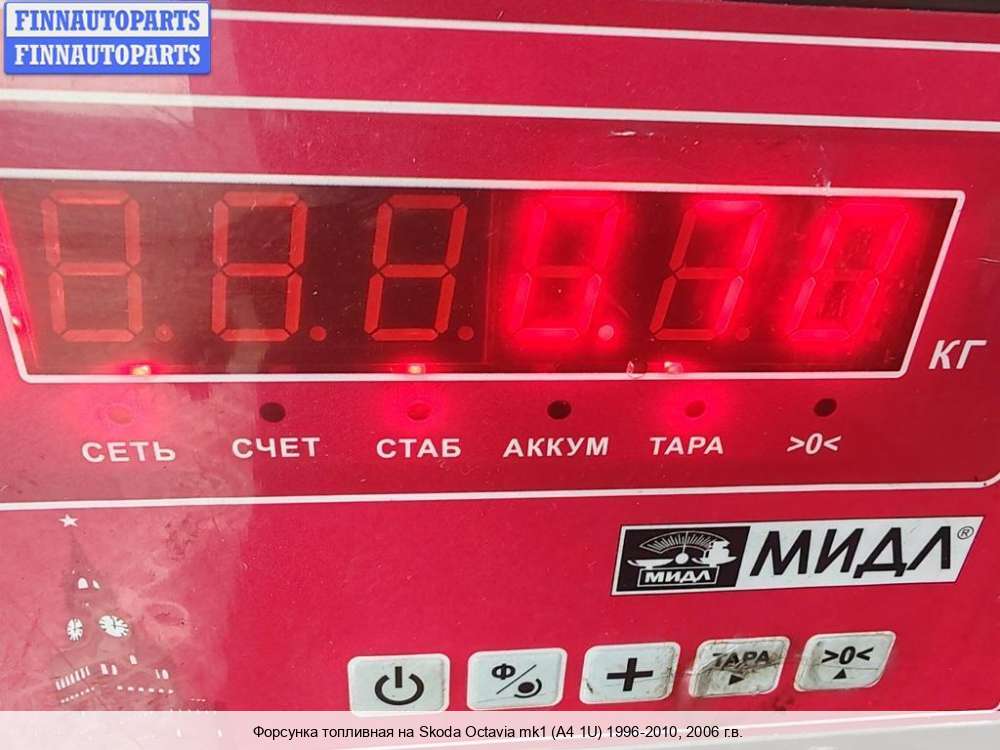 FINNAUTOPARTS
FINNAUTOPARTS
0.70
КГ
СЕТЬ СЧЕТ СТАБ АККУМ ТАРА >0<
МИДЛ МИДЛ®
Ф + ТАРА >0<
Форсунка топливная на Skoda Octavia mk1 (A4 1U) 1996-2010, 2006 г.в.